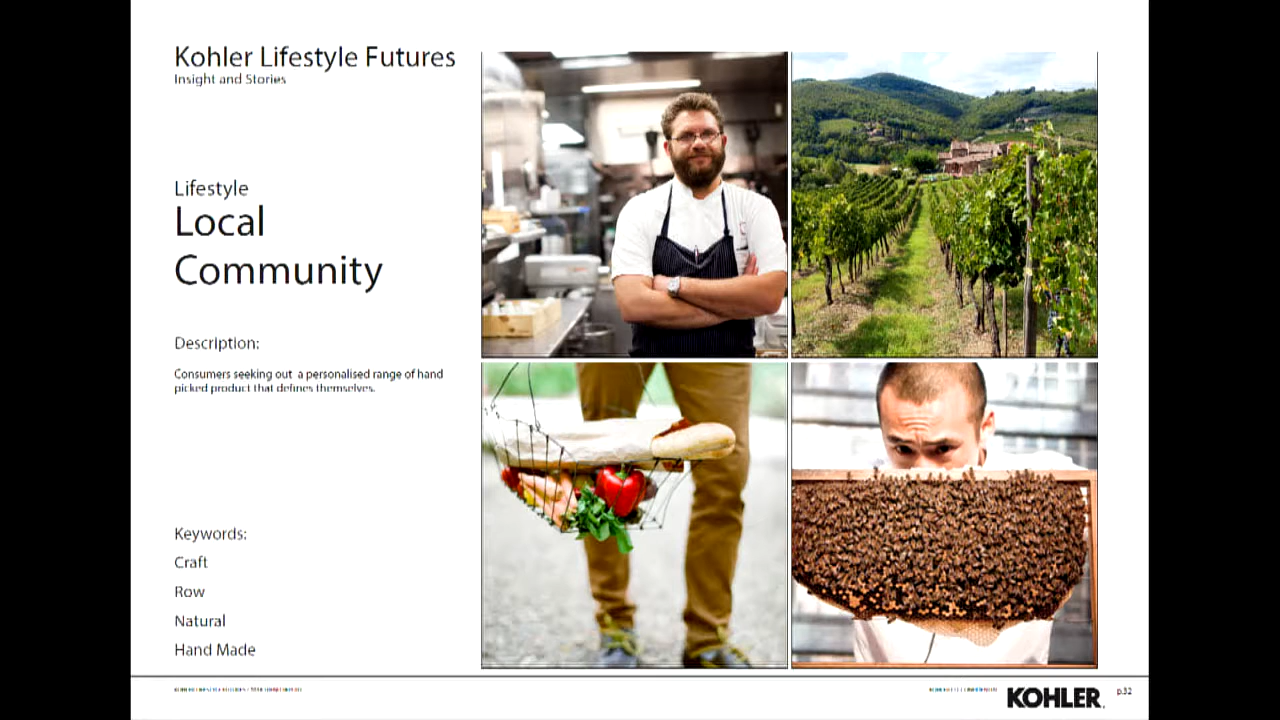 Kohler Lifestyle Futures
Insight and Stories
Lifestyle
Local
Community
Description:
Consumers seeking out a personalised range of hand
picked product that defines themselves.
Keywords:
Craft
Row
Natural
Hand Made
KOHLER.
p.32